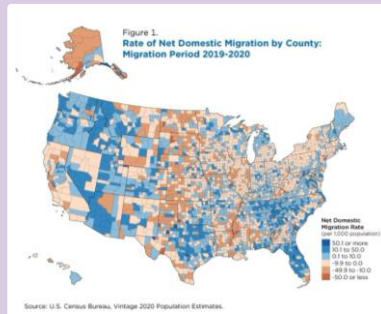 Figure 1.
Rate of Net Domestic Migration by County:
Migration Period 2019-2020
Net Domestic
Migration Rate
(per 1,000 population)
50.1 or more
10.1 to 50.0
0.1 to 10.0
-9.9 to 0.0
-49.9 to -10.0
-50.0 or less
Source: U.S. Census Bureau, Vintage 2020 Population Estimates.